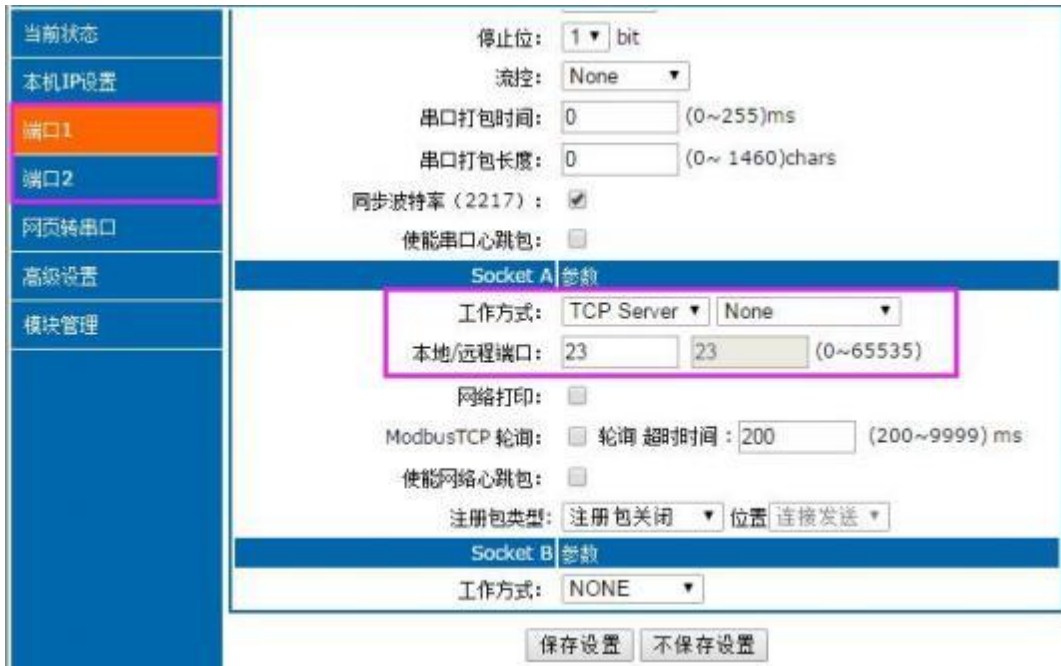 当前状态
本机IP设置
端口1
端口2
网页转串口
高级设置
模块管理
停止位： 1 bit
流控： None
串口打包时间： 0 (0~255)ms
串口打包长度： 0 (0~ 1460)chars
同步波特率（2217）：
使能串口心跳包：
Socket A 参数
工作方式： TCP Server None
本地/远程端口： 23 23 (0~65535)
网络打印：
ModbusTCP 轮询： 轮询 超时时间：200 (200~9999) ms
使能网络心跳包：
注册包类型： 注册包关闭 位置 连接发送
Socket B 参数
工作方式： NONE
保存设置 不保存设置